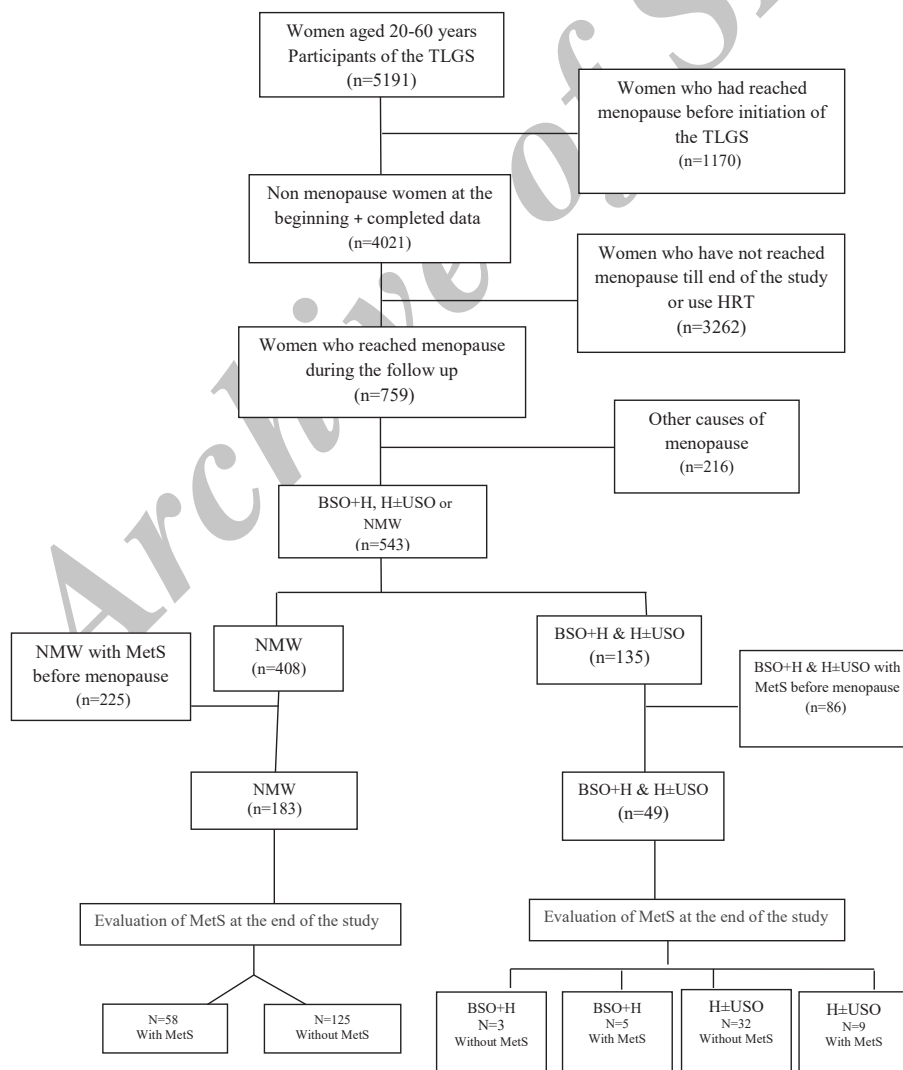 Women aged 20-60 years
Participants of the TLGS
(n=5191)
Women who had reached
menopause before initiation of
the TLGS
(n=1170)
Non menopause women at the
beginning + completed data
(n=4021)
Women who have not reached
menopause till end of the study
or use HRT
(n=3262)
Women who reached menopause
during the follow up
(n=759)
Other causes of
menopause
(n=216)
BSO+H, H±USO or
NMW
(n=543)
NMW
(n=408)
BSO+H & H±USO
(n=135)
NMW with MetS
before menopause
(n=225)
BSO+H & H±USO with
MetS before menopause
(n=86)
NMW
(n=183)
BSO+H & H±USO
(n=49)
Evaluation of MetS at the end of the study
Evaluation of MetS at the end of the study
N=58
With MetS
N=125
Without MetS
BSO+H
N=3
Without MetS
BSO+H
N=5
With MetS
H±USO
N=32
Without MetS
H±USO
N=9
With MetS
Archive of